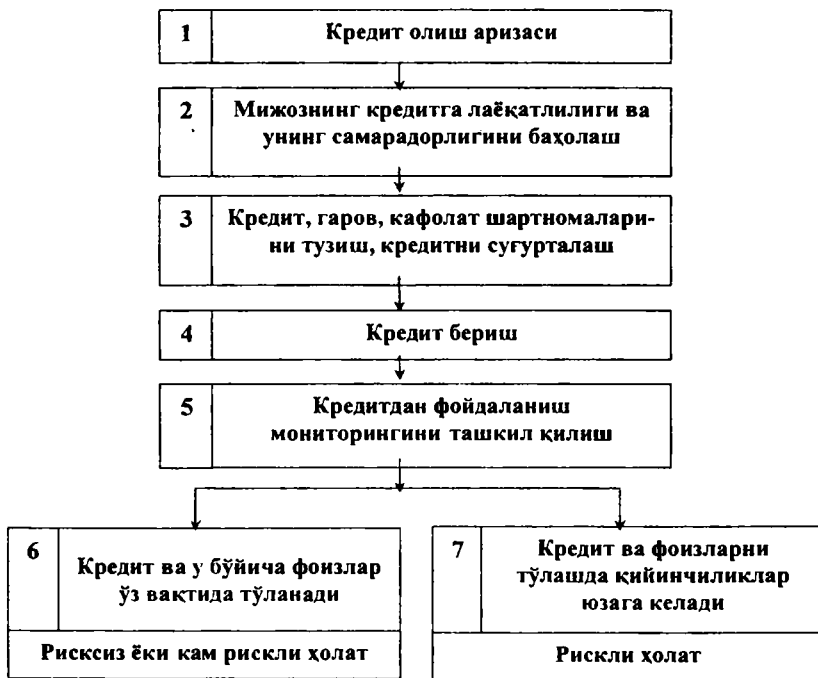 1 Кредит олиш аризаси
2 Мижознинг кредитга лаёқатлилиги ва
унинг самарадорлигини баҳолаш
3 Кредит, гаров, кафолат шартномалари-
ни тузиш, кредитни суғурталаш
4 Кредит бериш
5 Кредитдан фойдаланиш
мониторингини ташкил қилиш
6 Кредит ва у бўйича фоизлар
ўз вақтида тўланади
Рисксиз ёки кам рискли ҳолат
7 Кредит ва фоизларни
тўлашда қийинчиликлар
юзага келади
Рискли ҳолат